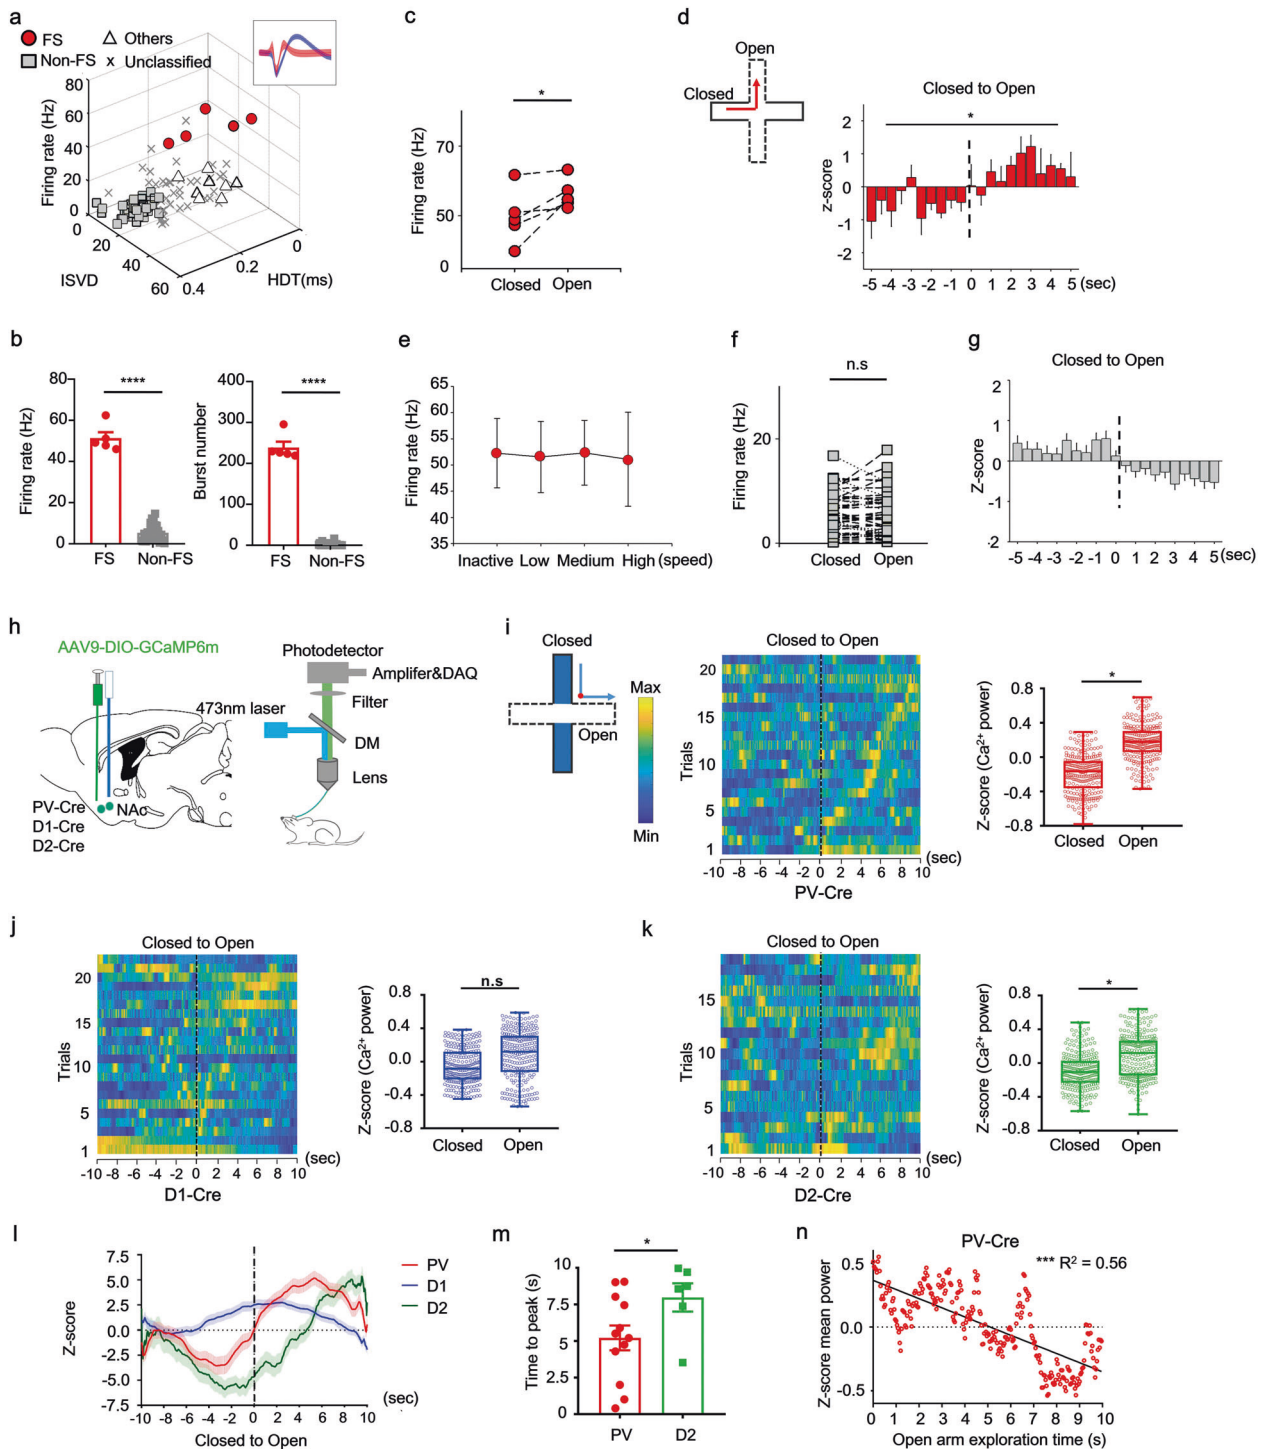 a
FS
Others
Non-FS
x Unclassified
80
60
40
20
0
Firing rate (Hz)
0
20
40
60
ISVD
0.4
0.2
0
HDT(ms)
c
*
70
50
0
Firing rate (Hz)
Closed Open
d
Open
Closed
Closed to Open
*
2
1
0
-1
-2
z-score
-5 -4 -3 -2 -1 0 1 2 3 4 5 (sec)
b
****
80
60
40
20
0
Firing rate (Hz)
FS Non-FS
****
400
300
200
100
0
Burst number
FS Non-FS
e
65
60
55
50
45
40
35
Firing rate (Hz)
Inactive Low Medium High (speed)
f
n.s
20
0
Firing rate (Hz)
Closed Open
g
Closed to Open
2
1
0
-1
-2
Z-score
-5 -4 -3 -2 -1 0 1 2 3 4 5
(sec)
h
AAV9-DIO-GCaMP6m
PV-Cre
D1-Cre
D2-Cre
NAc
Photodetector
Amplifer&DAQ
Filter
473nm laser
DM
Lens
i
Closed
Open
Max
Min
Closed to Open
20
15
10
5
1
Trials
(sec)
-10 -8 -6 -4 -2 0 2 4 6 8 10
PV-Cre
*
0.8
0.4
0.0
-0.4
-0.8
Z-score (Ca²⁺ power)
Closed Open
j
Closed to Open
20
15
10
5
1
Trials
(sec)
-10 -8 -6 -4 -2 0 2 4 6 8 10
D1-Cre
n.s
0.8
0.4
0.0
-0.4
-0.8
Z-score (Ca²⁺ power)
Closed Open
k
Closed to Open
15
10
5
1
Trials
(sec)
-10 -8 -6 -4 -2 0 2 4 6 8 10
D2-Cre
*
0.8
0.4
0.0
-0.4
-0.8
Z-score (Ca²⁺ power)
Closed Open
l
7.5
5.0
2.5
0.0
-2.5
-5.0
-7.5
Z-score
PV
D1
D2
(sec)
-10 -8 -6 -4 -2 0 2 4 6 8 10
Closed to Open
m
*
10
7.5
5
2.5
0
Time to peak (s)
PV D2
n
PV-Cre
*** R² = 0.56
0.5
0.0
-0.5
Z-score mean power
0 1 2 3 4 5 6 7 8 9 10
Open arm exploration time (s)